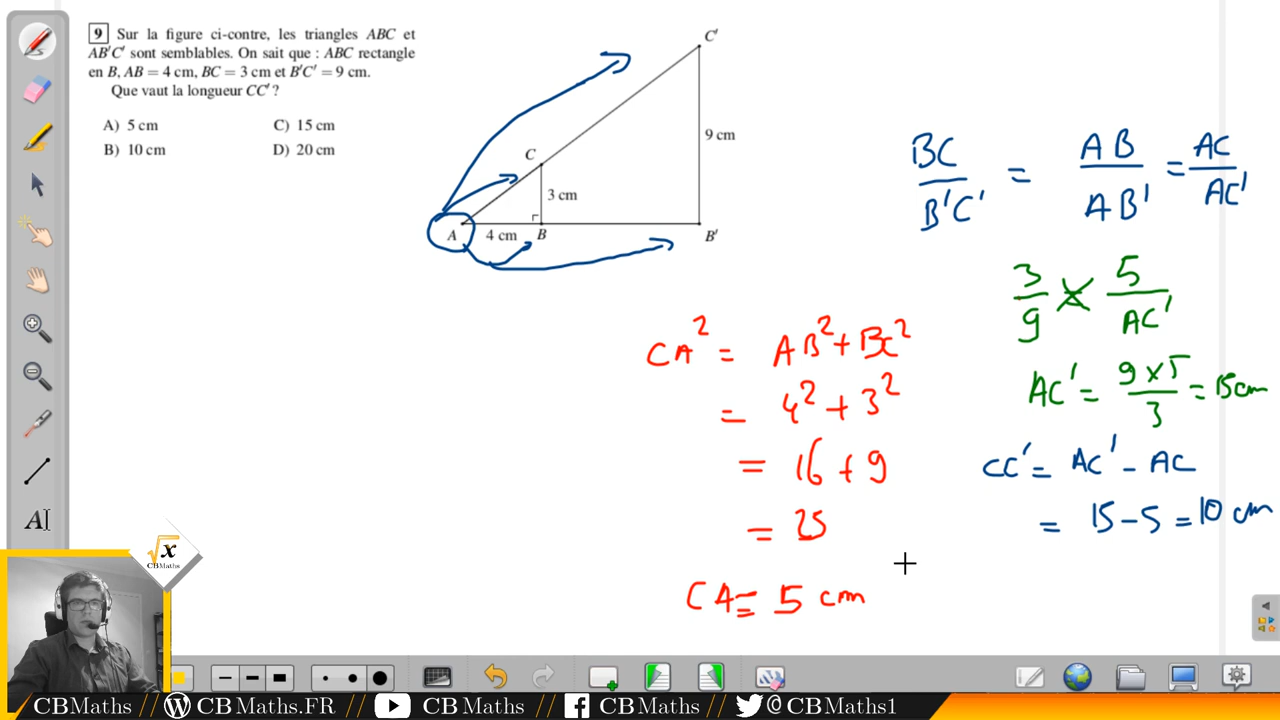 9 Sur la figure ci-contre, les triangles ABC et
AB'C' sont semblables. On sait que : ABC rectangle
en B, AB = 4 cm, BC = 3 cm et B'C' = 9 cm.
Que vaut la longueur CC' ?
A) 5 cm
C) 15 cm
B) 10 cm
D) 20 cm
C'
9 cm
C
3 cm
A
4 cm
B
B'
BC/B'C' = AB/AB' = AC/AC'
3/9 × 5/AC'
AC' = 9 × 5/3 = 15 cm
CC' = AC' - AC
= 15 - 5 = 10 cm
CA² = AB² + BC²
= 4² + 3²
= 16 + 9
= 25
CA = 5 cm
A
√x
CBMaths
CBMaths
CBMaths.FR
CBMaths
CBMaths
@CBMaths1